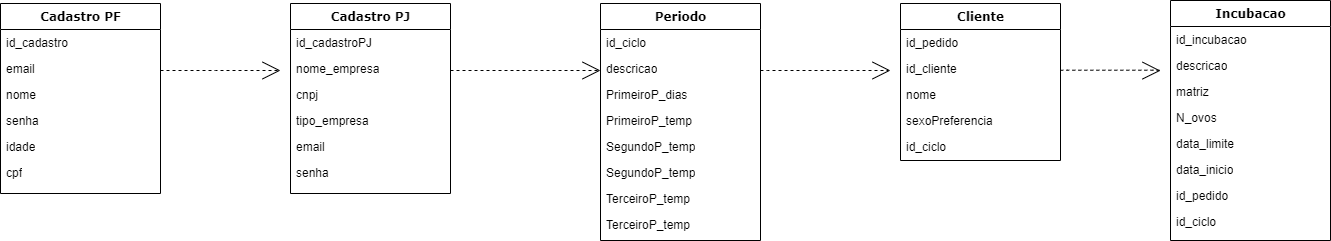 Cadastro PF
id_cadastro
email
nome
senha
idade
cpf
Cadastro PJ
id_cadastroPJ
nome_empresa
cnpj
tipo_empresa
email
senha
Periodo
id_ciclo
descricao
PrimeiroP_dias
PrimeiroP_temp
SegundoP_temp
SegundoP_temp
TerceiroP_temp
TerceiroP_temp
Cliente
id_pedido
id_cliente
nome
sexoPreferencia
id_ciclo
Incubacao
id_incubacao
descricao
matriz
N_ovos
data_limite
data_inicio
id_pedido
id_ciclo